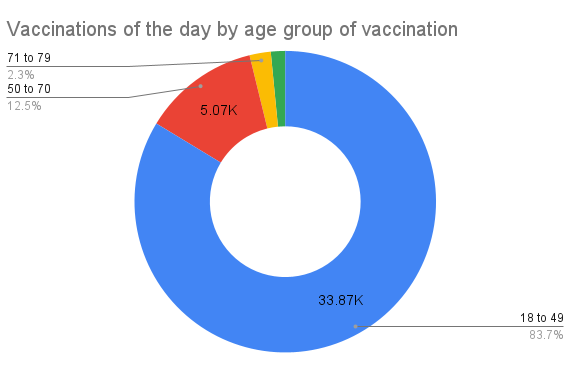 Vaccinations of the day by age group of vaccination
71 to 79
2.3%
50 to 70
12.5%
5.07K
33.87K
18 to 49
83.7%